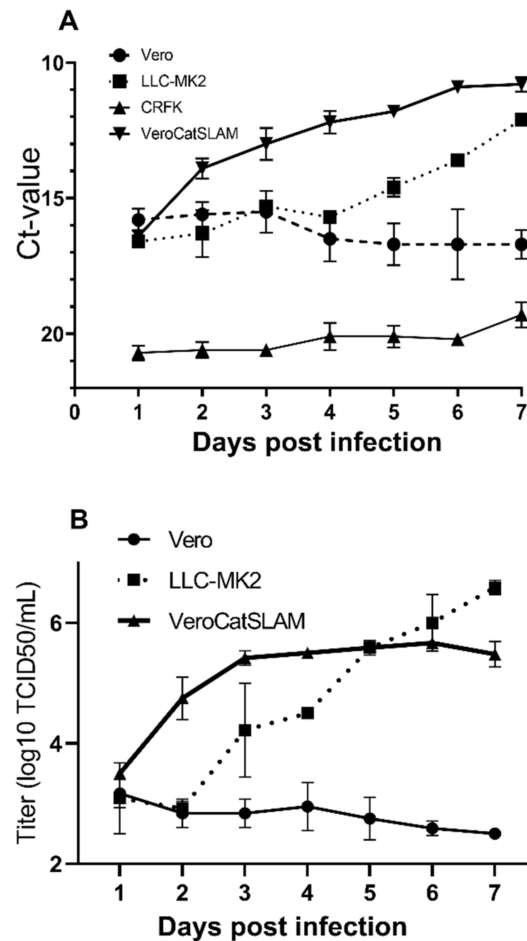 A
Vero
LLC-MK2
CRFK
VeroCatSLAM
Ct-value
10
15
20
0
1 2 3 4 5 6 7
Days post infection
B
Vero
LLC-MK2
VeroCatSLAM
Titer (log10 TCID50/mL)
6
4
2
1 2 3 4 5 6 7
Days post infection